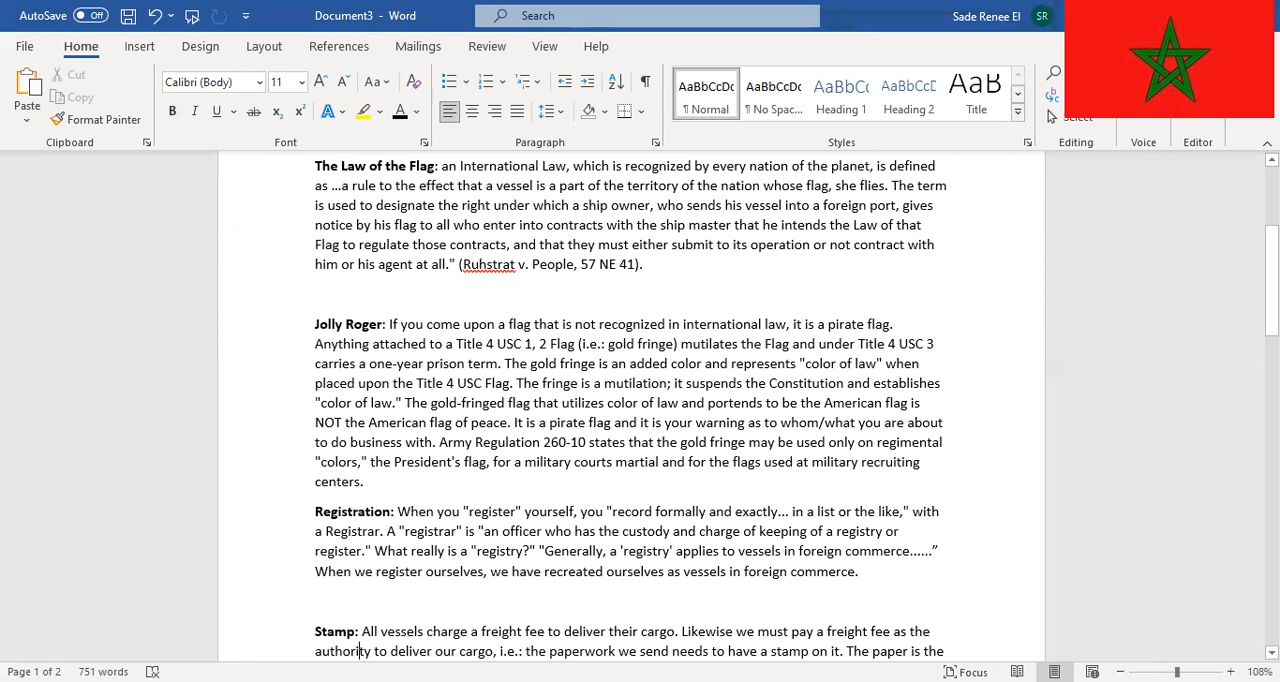 AutoSave Off Document3 - Word Search Sade Renee El SR
File Home Insert Design Layout References Mailings Review View Help
Paste Cut Copy Format Painter Calibri (Body) 11 AaBbCcDc ¶ Normal AaBbCcDc ¶ No Spac... AaBbCc Heading 1 AaBbCcD Heading 2 AaB Title Select
Clipboard Font Paragraph Styles Editing Voice Editor
The Law of the Flag: an International Law, which is recognized by every nation of the planet, is defined
as …a rule to the effect that a vessel is a part of the territory of the nation whose flag, she flies. The term
is used to designate the right under which a ship owner, who sends his vessel into a foreign port, gives
notice by his flag to all who enter into contracts with the ship master that he intends the Law of that
Flag to regulate those contracts, and that they must either submit to its operation or not contract with
him or his agent at all." (Ruhstrat v. People, 57 NE 41).
Jolly Roger: If you come upon a flag that is not recognized in international law, it is a pirate flag.
Anything attached to a Title 4 USC 1, 2 Flag (i.e.: gold fringe) mutilates the Flag and under Title 4 USC 3
carries a one-year prison term. The gold fringe is an added color and represents "color of law" when
placed upon the Title 4 USC Flag. The fringe is a mutilation; it suspends the Constitution and establishes
"color of law." The gold-fringed flag that utilizes color of law and portends to be the American flag is
NOT the American flag of peace. It is a pirate flag and it is your warning as to whom/what you are about
to do business with. Army Regulation 260-10 states that the gold fringe may be used only on regimental
"colors," the President's flag, for a military courts martial and for the flags used at military recruiting
centers.
Registration: When you "register" yourself, you "record formally and exactly... in a list or the like," with
a Registrar. A "registrar" is "an officer who has the custody and charge of keeping of a registry or
register." What really is a "registry?" "Generally, a 'registry' applies to vessels in foreign commerce......”
When we register ourselves, we have recreated ourselves as vessels in foreign commerce.
Stamp: All vessels charge a freight fee to deliver their cargo. Likewise we must pay a freight fee as the
authority to deliver our cargo, i.e.: the paperwork we send needs to have a stamp on it. The paper is the
Page 1 of 2 751 words Focus 108%